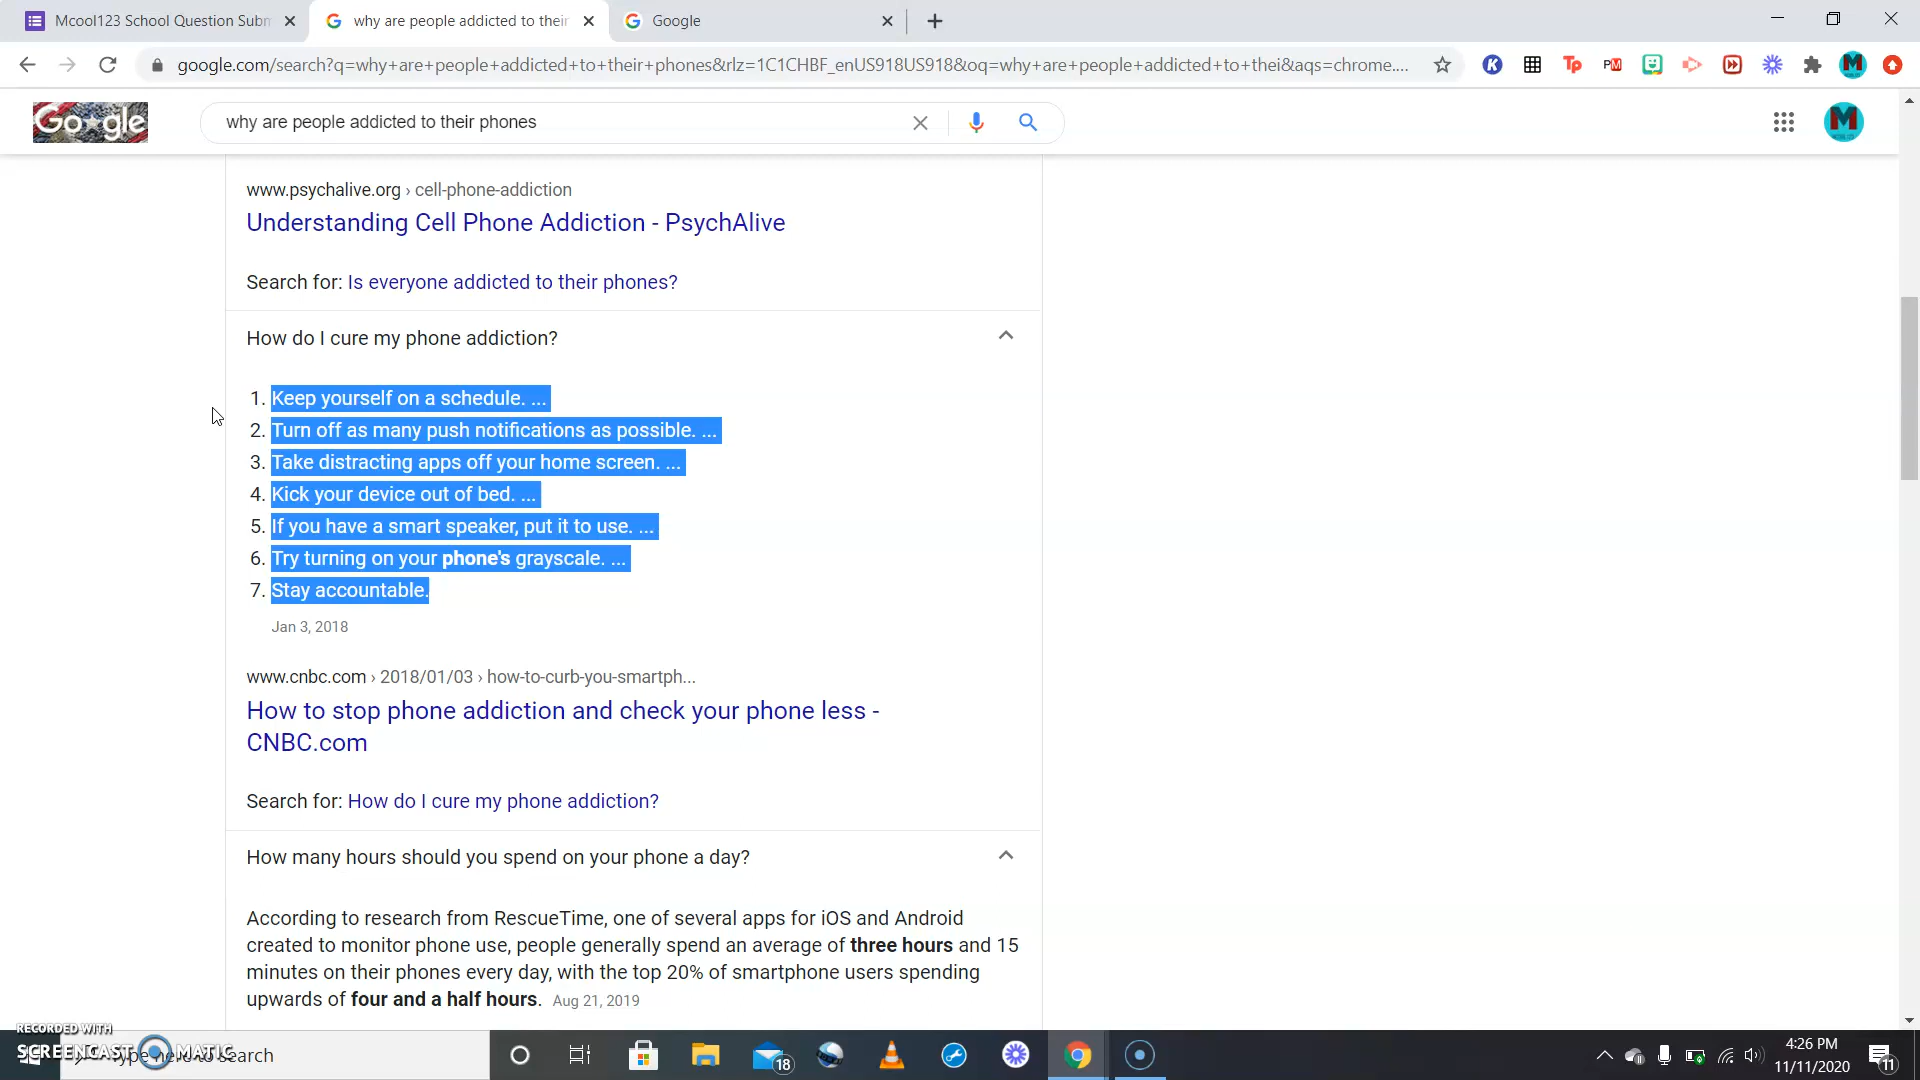 Mcool123 School Question Subm
why are people addicted to their
Google
google.com/search?q=why+are+people+addicted+to+their+phones&rlz=1C1CHBF_enUS918US918&oq=why+are+people+addicted+to+thei&aqs=chrome....
Google
why are people addicted to their phones
www.psychalive.org › cell-phone-addiction
Understanding Cell Phone Addiction - PsychAlive
Search for: Is everyone addicted to their phones?
How do I cure my phone addiction?
1. Keep yourself on a schedule. ...
2. Turn off as many push notifications as possible. ...
3. Take distracting apps off your home screen. ...
4. Kick your device out of bed. ...
5. If you have a smart speaker, put it to use. ...
6. Try turning on your phone's grayscale. ...
7. Stay accountable.
Jan 3, 2018
www.cnbc.com › 2018/01/03 › how-to-curb-you-smartph...
How to stop phone addiction and check your phone less -
CNBC.com
Search for: How do I cure my phone addiction?
How many hours should you spend on your phone a day?
According to research from RescueTime, one of several apps for iOS and Android
created to monitor phone use, people generally spend an average of three hours and 15
minutes on their phones every day, with the top 20% of smartphone users spending
upwards of four and a half hours. Aug 21, 2019
RECORDED WITH
SCREENCAST MATIC
Type here to search
18
4:26 PM
11/11/2020
11